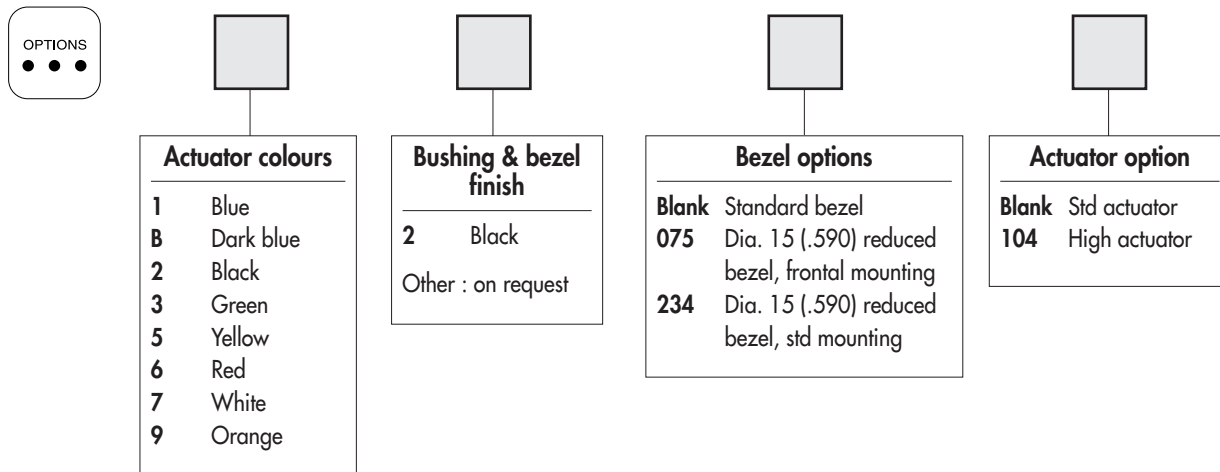 OPTIONS
Actuator colours
1 Blue
B Dark blue
2 Black
3 Green
5 Yellow
6 Red
7 White
9 Orange
Bushing & bezel
finish
2 Black
Other : on request
Bezel options
Blank Standard bezel
075 Dia. 15 (.590) reduced
bezel, frontal mounting
234 Dia. 15 (.590) reduced
bezel, std mounting
Actuator option
Blank Std actuator
104 High actuator